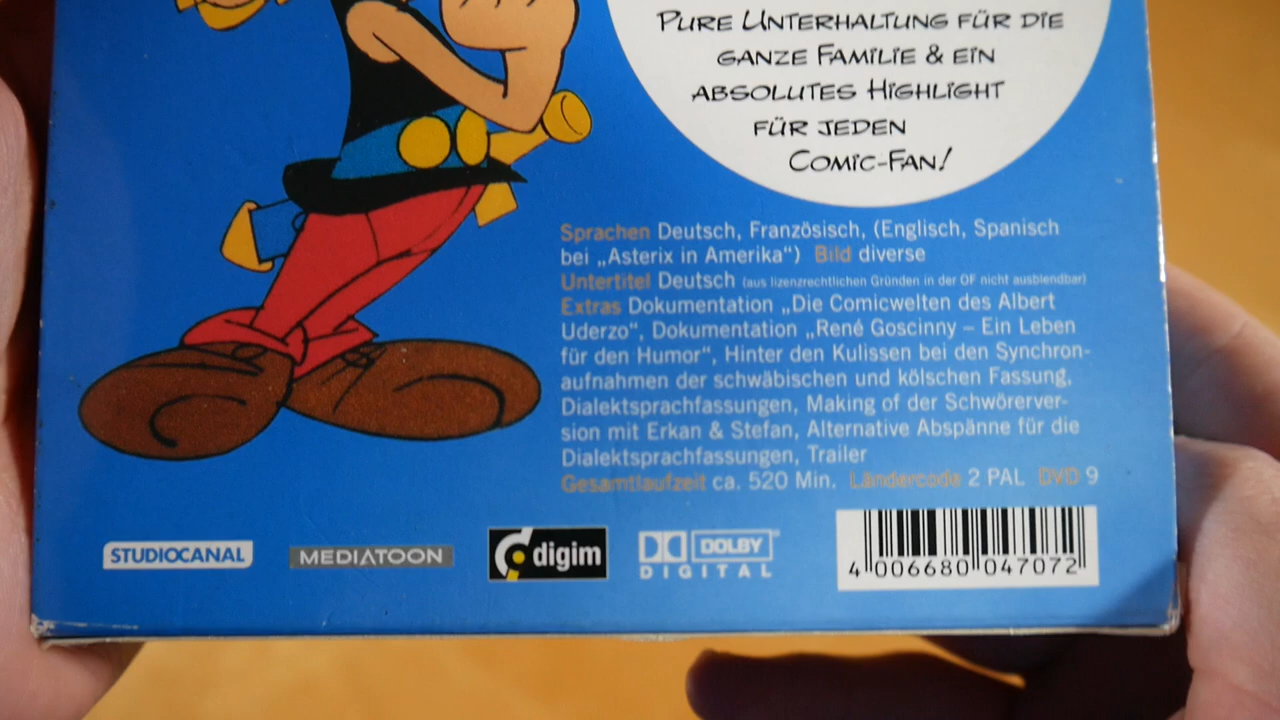 PURE UNTERHALTUNG FÜR DIE
GANZE FAMILIE & EIN
ABSOLUTES HIGHLIGHT
FÜR JEDEN
COMIC-FAN!
Sprachen Deutsch, Französisch, (Englisch, Spanisch
bei „Asterix in Amerika“) Bild diverse
Untertitel Deutsch (aus lizenzrechtlichen Gründen in der OF nicht ausblendbar)
Extras Dokumentation „Die Comicwelten des Albert
Uderzo“, Dokumentation „René Goscinny – Ein Leben
für den Humor“, Hinter den Kulissen bei den Synchron-
aufnahmen der schwäbischen und kölschen Fassung,
Dialektsprachfassungen, Making of der Schwörerver-
sion mit Erkan & Stefan, Alternative Abspänne für die
Dialektsprachfassungen, Trailer
Gesamtlaufzeit ca. 520 Min. Ländercode 2 PAL DVD 9
STUDIOCANAL
MEDIATOON
digim
DOLBY
DIGITAL
4 006680 047072